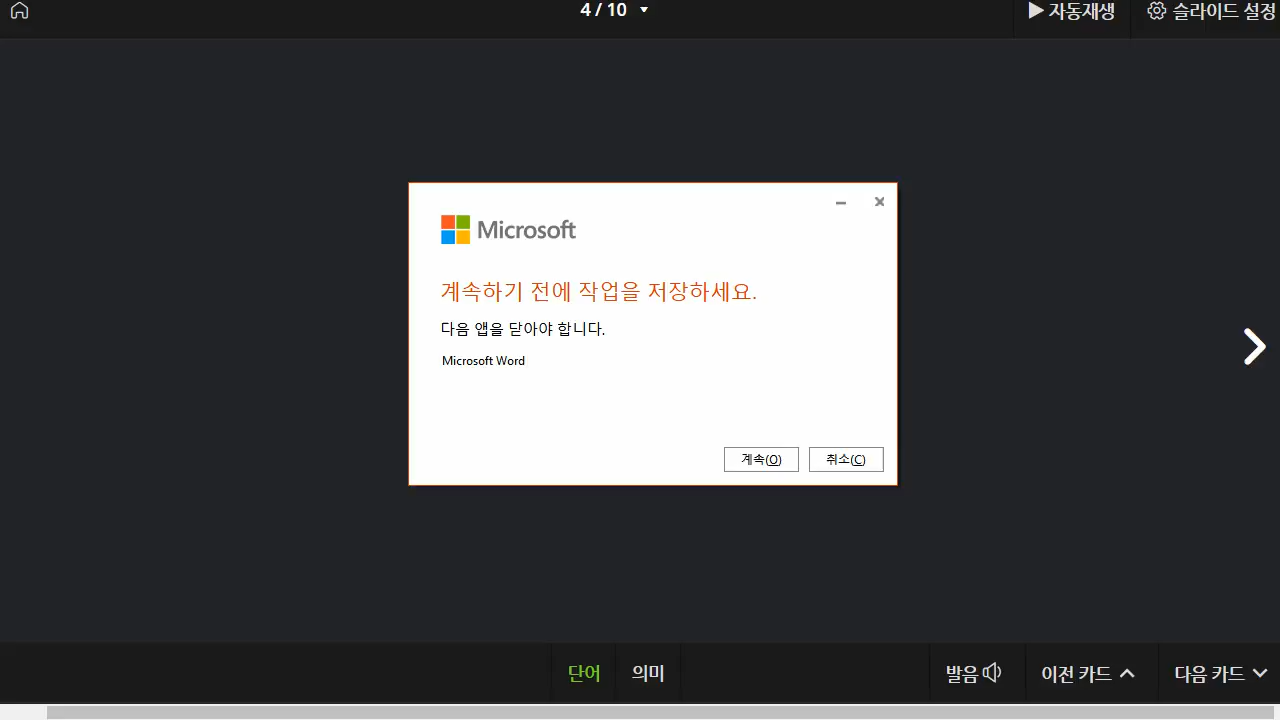 4 / 10
자동재생
슬라이드 설정
Microsoft
계속하기 전에 작업을 저장하세요.
다음 앱을 닫아야 합니다.
Microsoft Word
계속(O)
취소(C)
단어
의미
발음
이전 카드
다음 카드